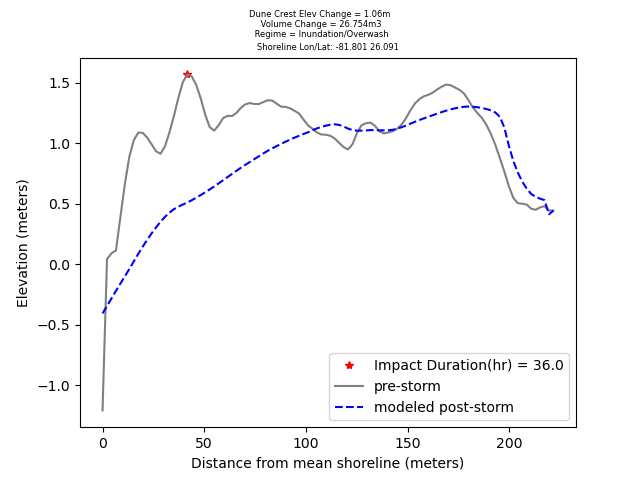 Dune Crest Elev Change = 1.06m
Volume Change = 26.754m3
Regime = Inundation/Overwash
Shoreline Lon/Lat: -81.801 26.091
1.5
1.0
0.5
0.0
−0.5
−1.0
Elevation (meters)
Impact Duration(hr) = 36.0
pre-storm
modeled post-storm
0 50 100 150 200
Distance from mean shoreline (meters)